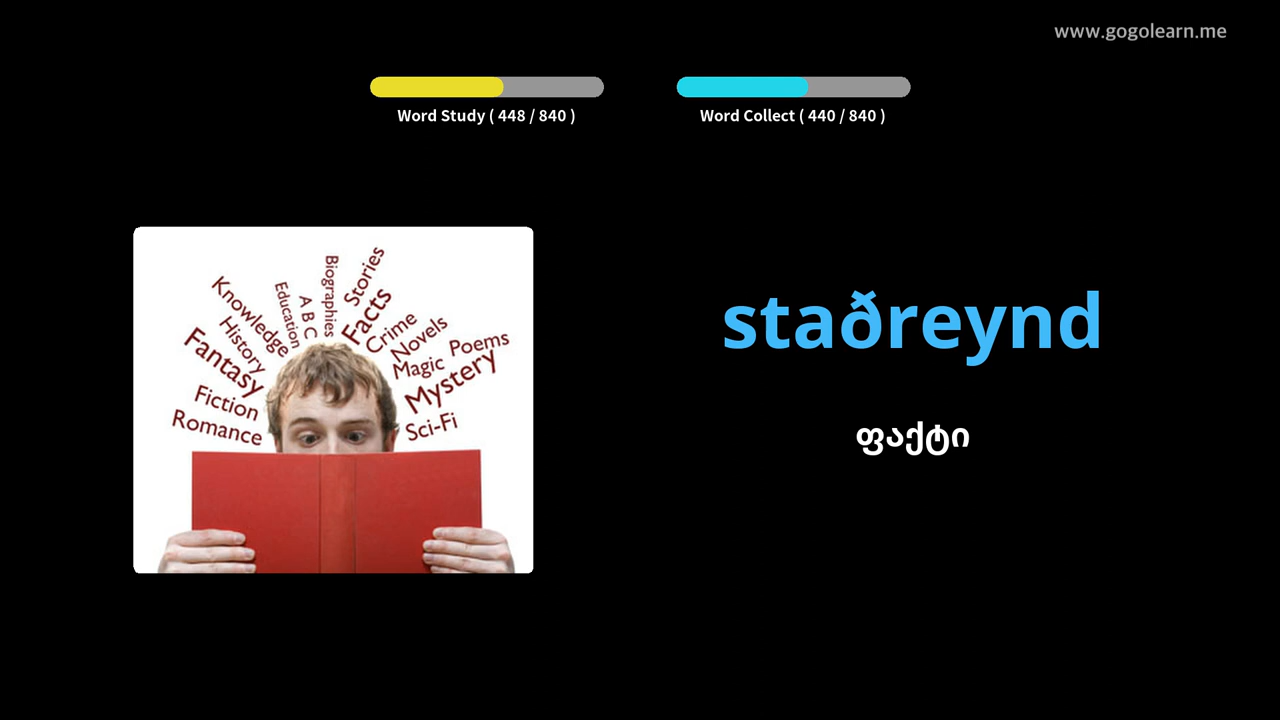 www.gogolearn.me
Word Study ( 448 / 840 )
Word Collect ( 440 / 840 )
Romance
Fiction
Fantasy
History
Knowledge
Education
A B C
Biographies
Stories
Facts
Crime
Novels
Magic
Poems
Mystery
Sci-Fi
staðreynd
ფაქტი